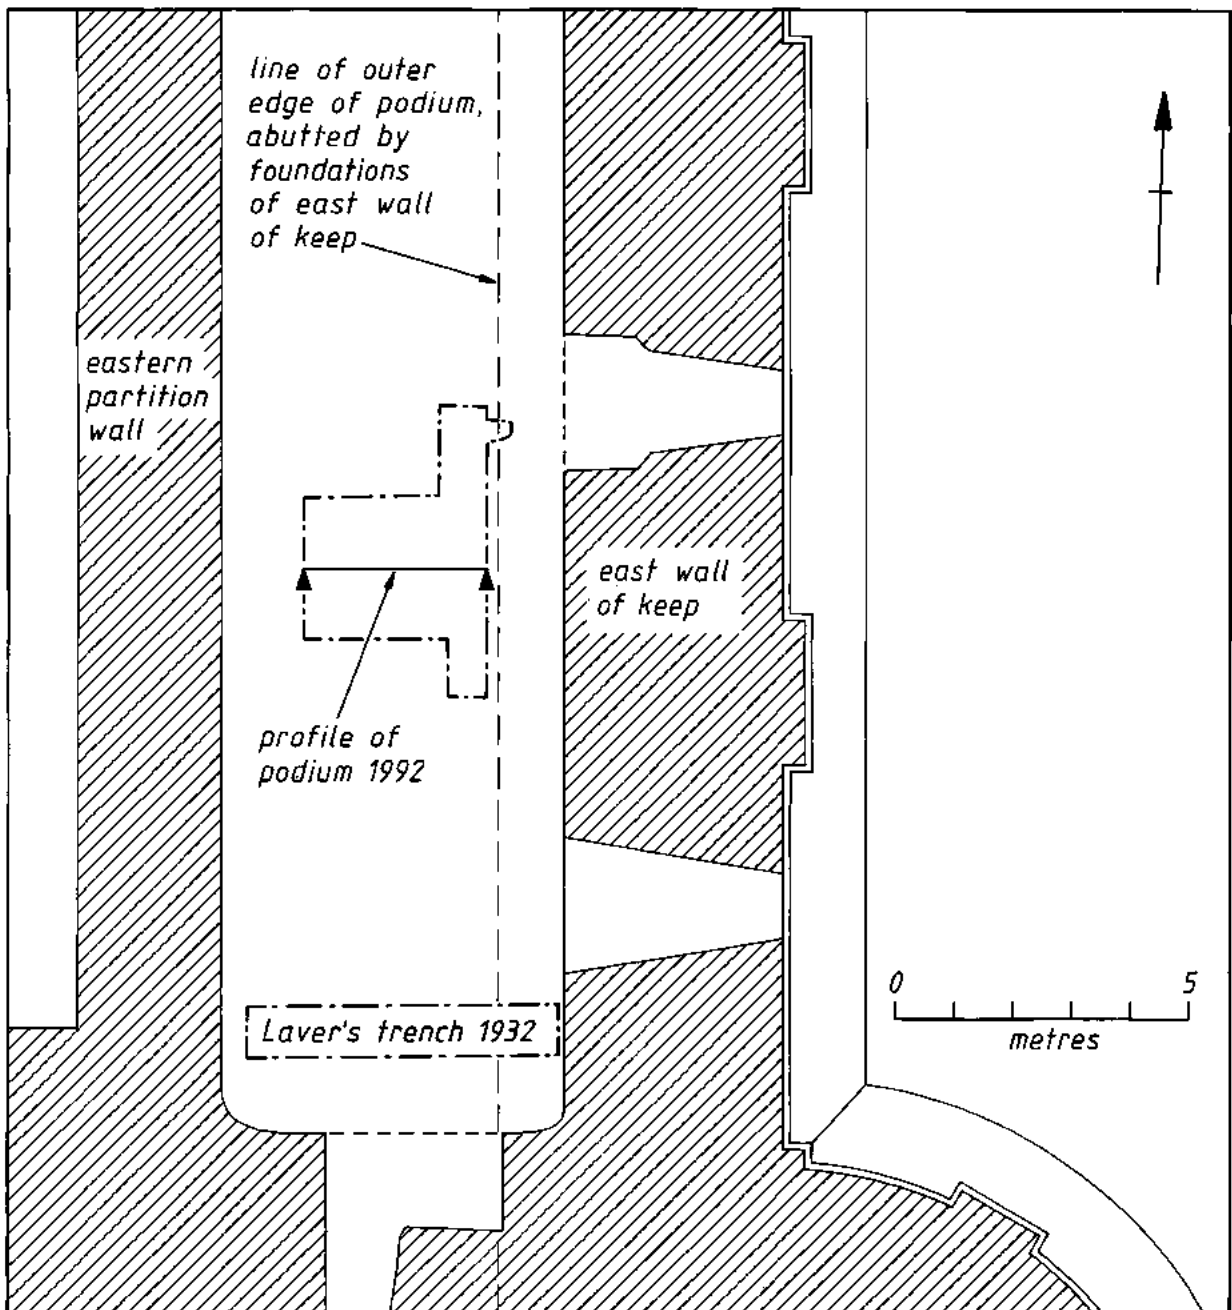 line of outer
edge of podium,
abutted by
foundations
of east wall
of keep
eastern
partition
wall
east wall
of keep
profile of
podium 1992
Laver's trench 1932
0 5
metres